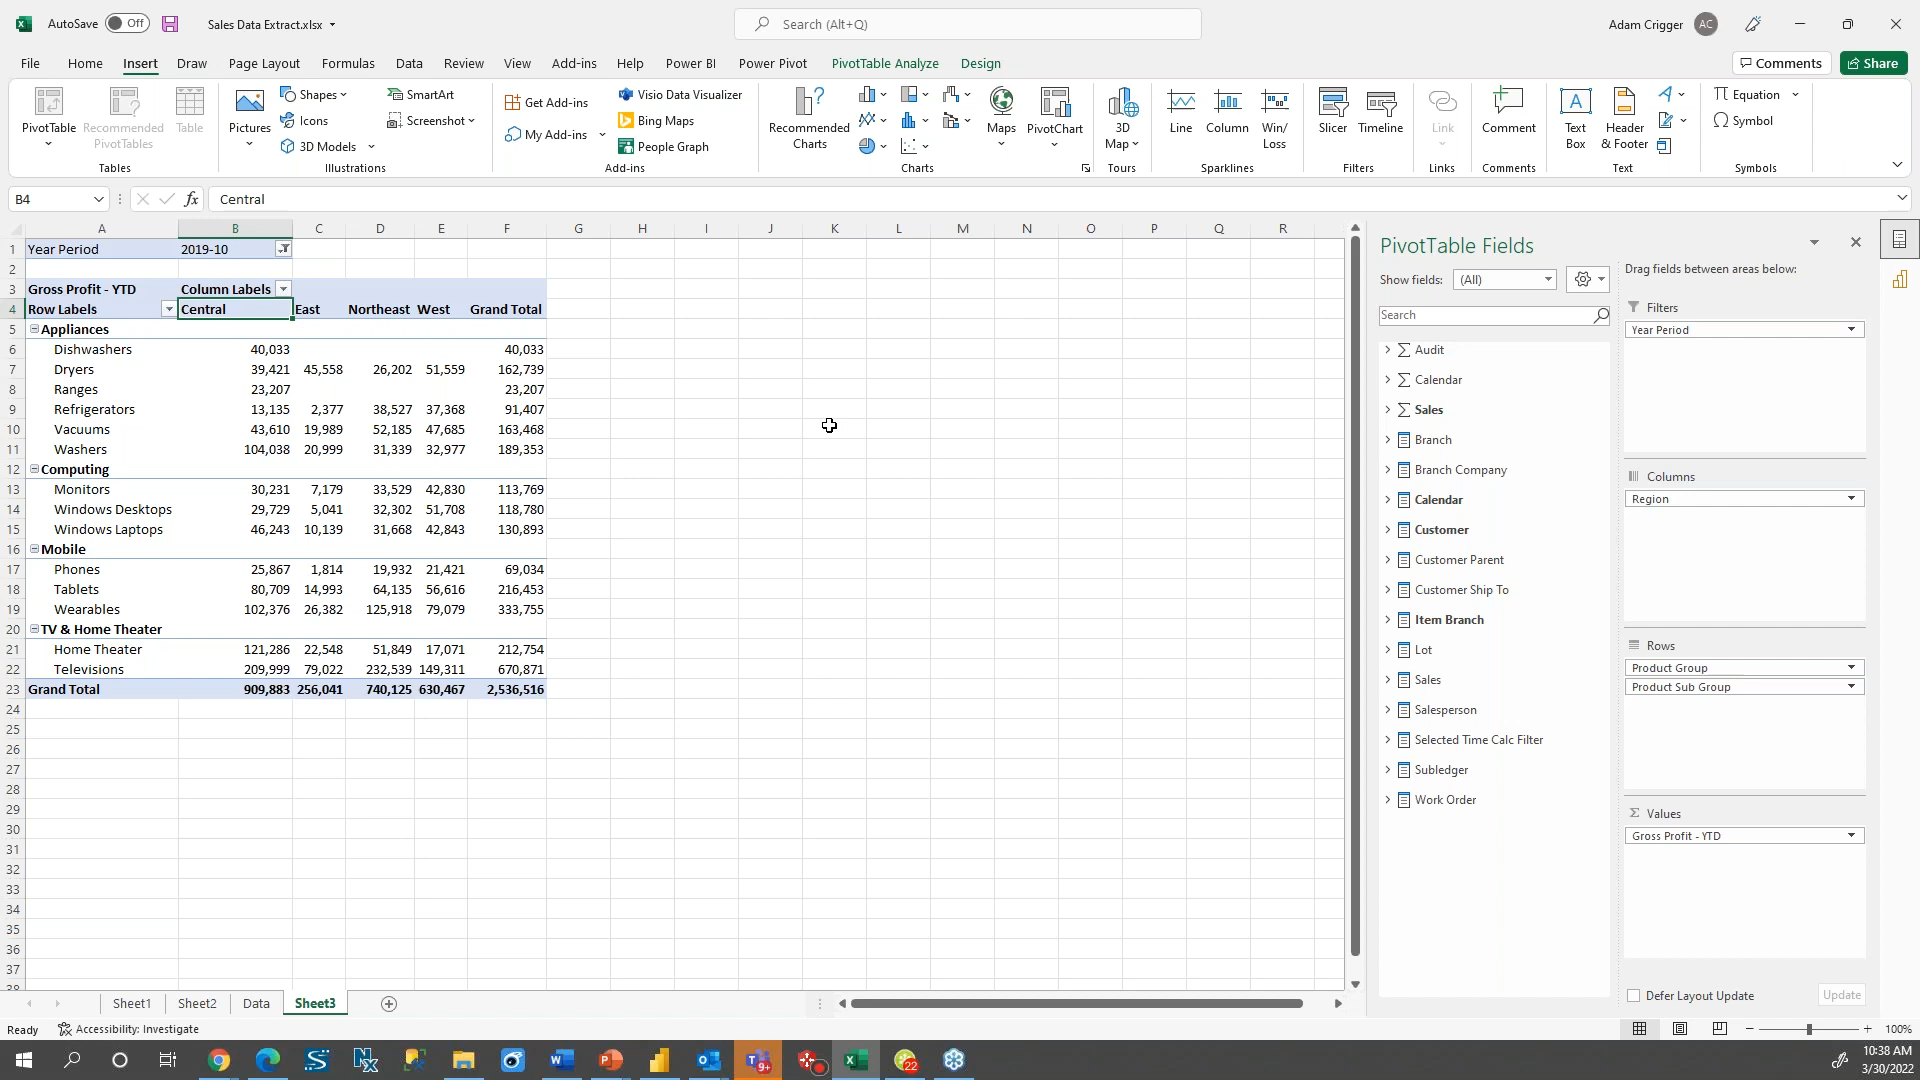 AutoSave Off Sales Data Extract.xlsx Search (Alt+Q) Adam Crigger AC
File Home Insert Draw Page Layout Formulas Data Review View Add-ins Help Power BI Power Pivot PivotTable Analyze Design Comments Share
PivotTable
Recommended PivotTables
Table
Tables
Pictures
Shapes
Icons
3D Models
SmartArt
Screenshot
Illustrations
Get Add-ins
My Add-ins
Visio Data Visualizer
Bing Maps
People Graph
Add-ins
Recommended Charts
Maps
PivotChart
Charts
3D Map
Tours
Line
Column
Win/ Loss
Sparklines
Slicer
Timeline
Filters
Link
Links
Comment
Comments
Text Box
Header & Footer
Text
Equation
Symbol
Symbols
B4 fx Central
A B C D E F G H I J K L M N O P Q R
1 Year Period 2019-10
2
3 Gross Profit - YTD Column Labels
4 Row Labels Central East Northeast West Grand Total
5 Appliances
6 Dishwashers 40,033 40,033
7 Dryers 39,421 45,558 26,202 51,559 162,739
8 Ranges 23,207 23,207
9 Refrigerators 13,135 2,377 38,527 37,368 91,407
10 Vacuums 43,610 19,989 52,185 47,685 163,468
11 Washers 104,038 20,999 31,339 32,977 189,353
12 Computing
13 Monitors 30,231 7,179 33,529 42,830 113,769
14 Windows Desktops 29,729 5,041 32,302 51,708 118,780
15 Windows Laptops 46,243 10,139 31,668 42,843 130,893
16 Mobile
17 Phones 25,867 1,814 19,932 21,421 69,034
18 Tablets 80,709 14,993 64,135 56,616 216,453
19 Wearables 102,376 26,382 125,918 79,079 333,755
20 TV & Home Theater
21 Home Theater 121,286 22,548 51,849 17,071 212,754
22 Televisions 209,999 79,022 232,539 149,311 670,871
23 Grand Total 909,883 256,041 740,125 630,467 2,536,516
24
25
26
27
28
29
30
31
32
33
34
35
36
37
38
PivotTable Fields
Show fields: (All)
Search
Audit
Calendar
Sales
Branch
Branch Company
Calendar
Customer
Customer Parent
Customer Ship To
Item Branch
Lot
Sales
Salesperson
Selected Time Calc Filter
Subledger
Work Order
Drag fields between areas below:
Filters
Year Period
Columns
Region
Rows
Product Group
Product Sub Group
Σ Values
Gross Profit - YTD
Defer Layout Update Update
Sheet1 Sheet2 Data Sheet3
Ready Accessibility: Investigate 100%
9+
22
10:38 AM
3/30/2022